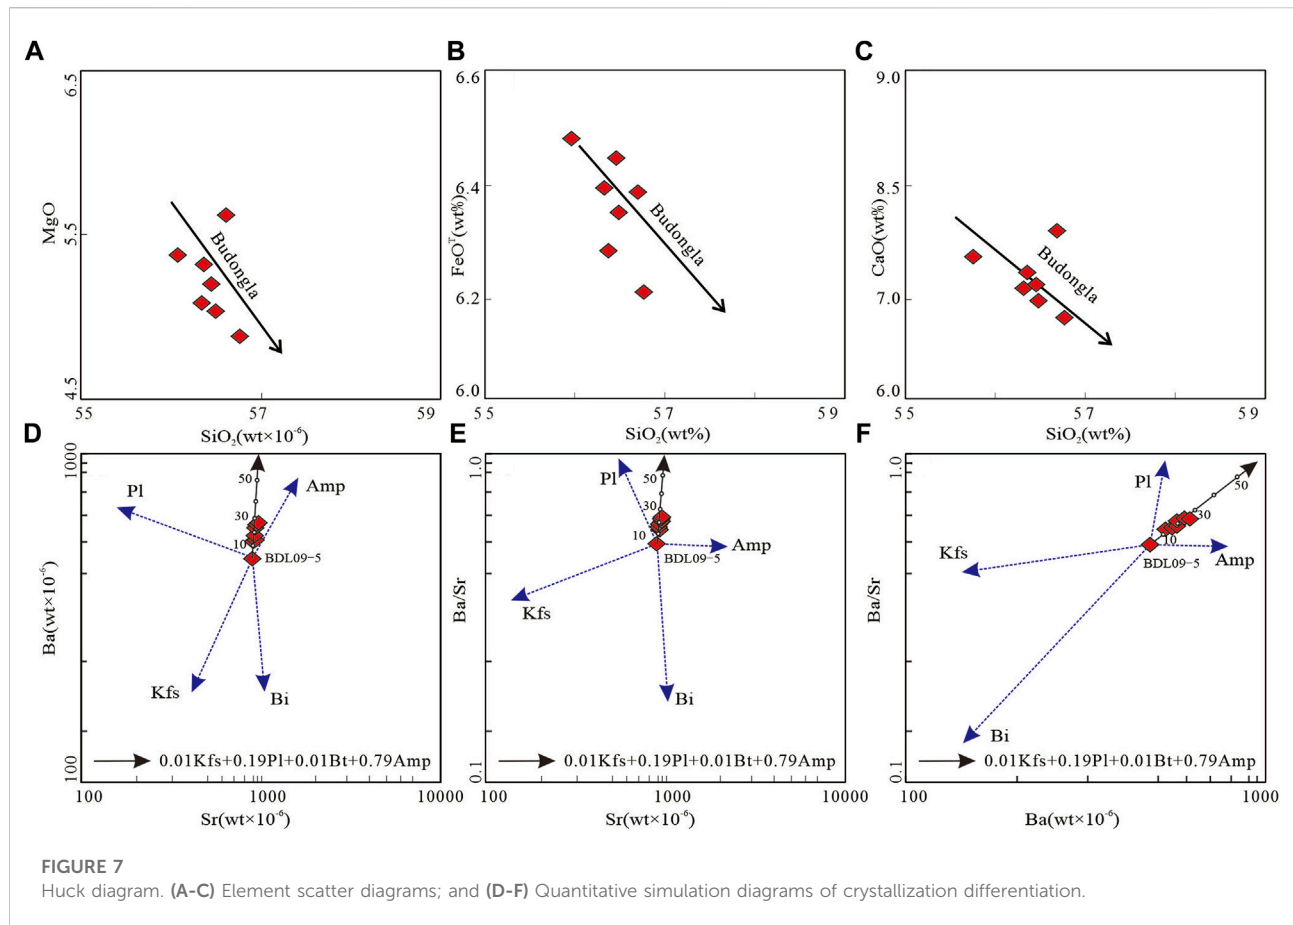 A
6.5
5.5
4.5
MgO
Budongla
55
57
59
SiO₂(wt×10⁻⁶)
B
6.6
6.4
6.2
6.0
FeOᵀ(wt%)
Budongla
55
57
59
SiO₂(wt%)
C
9.0
8.5
7.0
6.0
CaO(wt%)
Budongla
55
57
59
SiO₂(wt%)
D
1000
100
Ba(wt×10⁻⁶)
50
30
10
Pl
Amp
BDL09-5
Kfs
Bi
0.01Kfs+0.19Pl+0.01Bt+0.79Amp
100
1000
10000
Sr(wt×10⁻⁶)
E
1.0
0.1
Ba/Sr
50
30
10
Pl
Amp
BDL09-5
Kfs
Bi
0.01Kfs+0.19Pl+0.01Bt+0.79Amp
100
1000
10000
Sr(wt×10⁻⁶)
F
1.0
0.1
Ba/Sr
50
30
10
Pl
Kfs
BDL09-5
Amp
Bi
0.01Kfs+0.19Pl+0.01Bt+0.79Amp
100
1000
Ba(wt×10⁻⁶)
FIGURE 7
Huck diagram. (A-C) Element scatter diagrams; and (D-F) Quantitative simulation diagrams of crystallization differentiation.